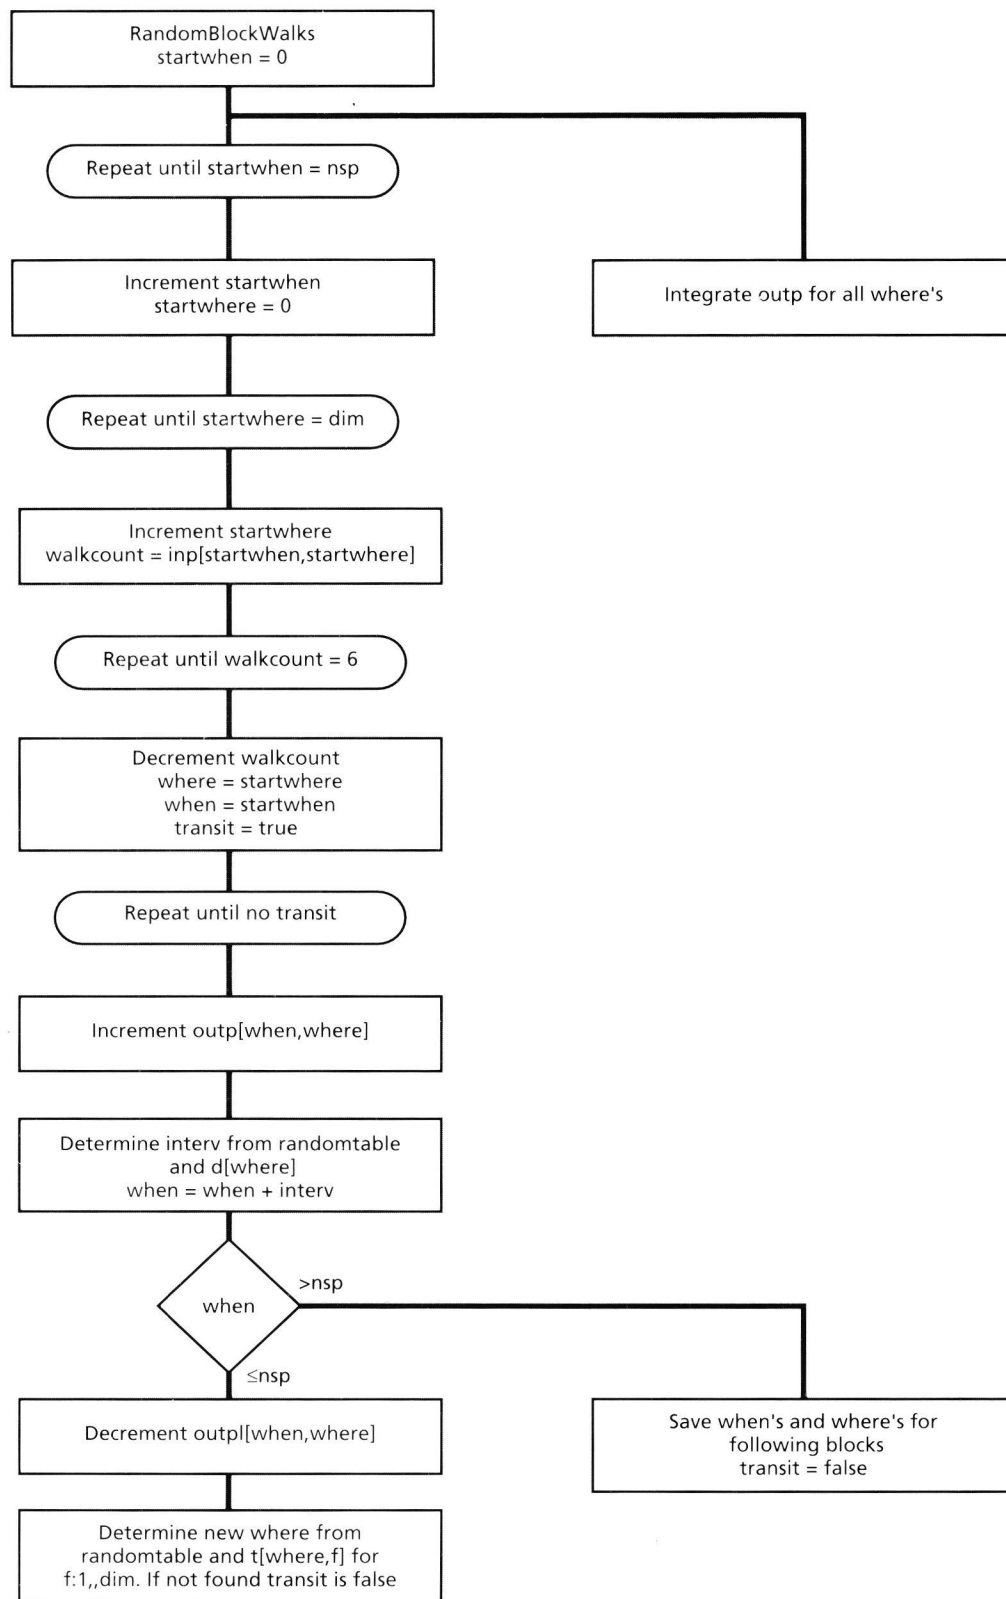 RandomBlockWalks
startwhen = 0
Repeat until startwhen = nsp
Increment startwhen
startwhere = 0
Integrate outp for all where's
Repeat until startwhere = dim
Increment startwhere
walkcount = inp[startwhen,startwhere]
Repeat until walkcount = 6
Decrement walkcount
where = startwhere
when = startwhen
transit = true
Repeat until no transit
Increment outp[when,where]
Determine interv from randomtable
and d[where]
when = when + interv
>nsp
when
≤nsp
Decrement outpl[when,where]
Save when's and where's for
following blocks
transit = false
Determine new where from
randomtable and t[where,f] for
f:1,,dim. If not found transit is false